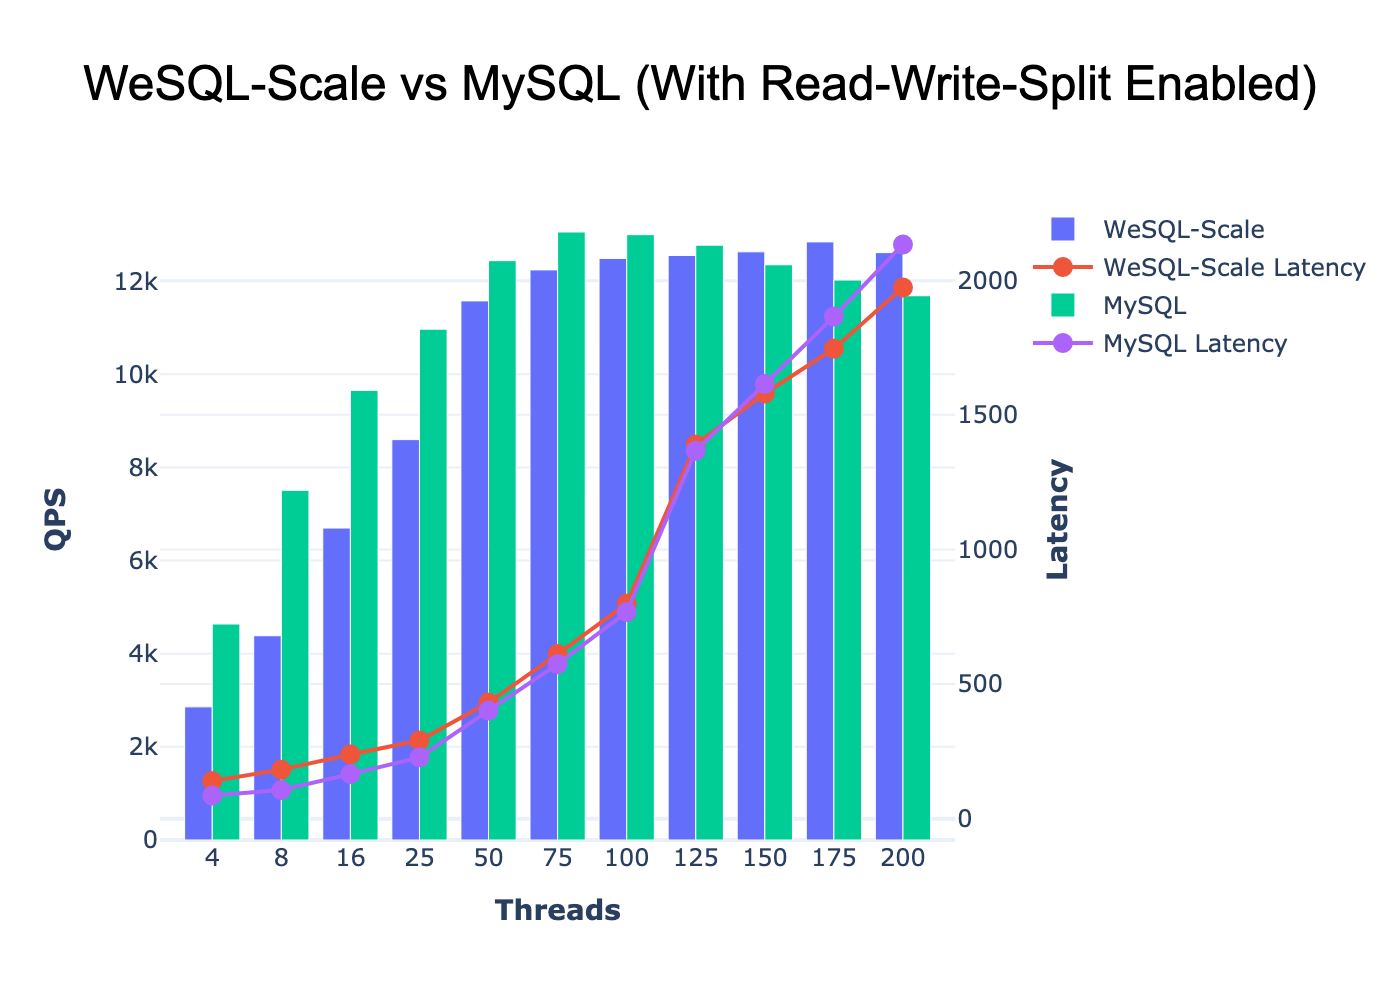 WeSQL-Scale vs MySQL (With Read-Write-Split Enabled)
WeSQL-Scale
WeSQL-Scale Latency
MySQL
MySQL Latency
12k
10k
8k
6k
4k
2k
0
QPS
2000
1500
1000
500
0
Latency
4 8 16 25 50 75 100 125 150 175 200
Threads